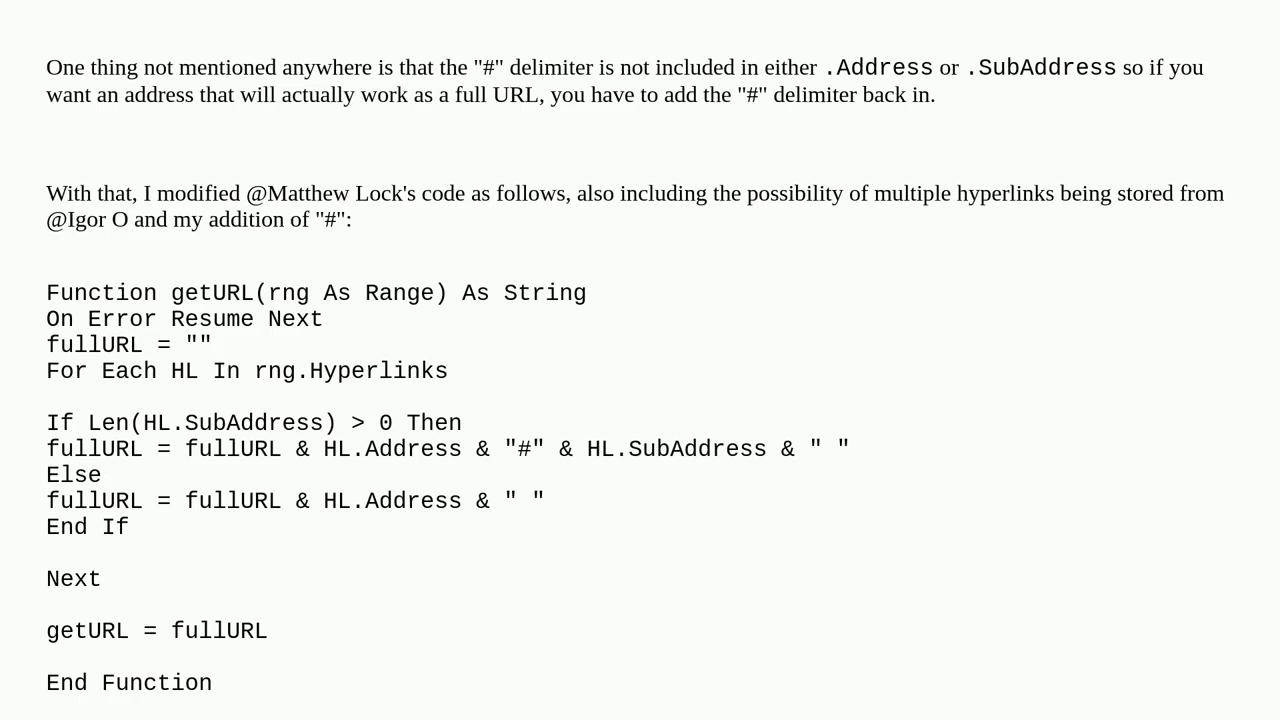 One thing not mentioned anywhere is that the "#" delimiter is not included in either .Address or .SubAddress so if you
want an address that will actually work as a full URL, you have to add the "#" delimiter back in.
With that, I modified @Matthew Lock's code as follows, also including the possibility of multiple hyperlinks being stored from
@Igor O and my addition of "#":
Function getURL(rng As Range) As String
On Error Resume Next
fullURL = ""
For Each HL In rng.Hyperlinks
If Len(HL.SubAddress) > 0 Then
fullURL = fullURL & HL.Address & "#" & HL.SubAddress & " "
Else
fullURL = fullURL & HL.Address & " "
End If
Next
getURL = fullURL
End Function